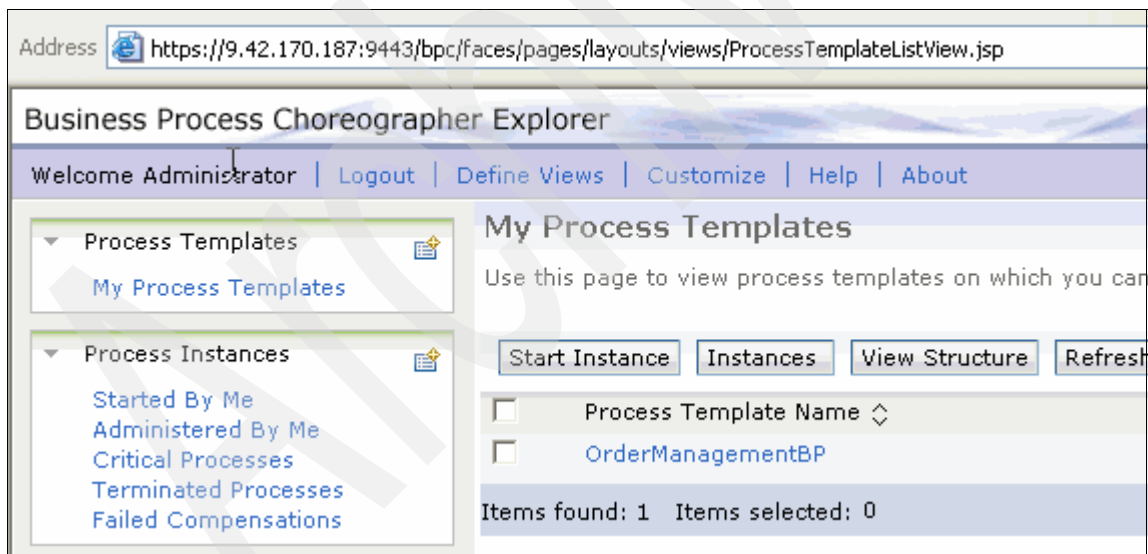 Address https://9.42.170.187:9443/bpc/faces/pages/layouts/views/ProcessTemplateListView.jsp
Business Process Choreographer Explorer
Welcome Administrator | Logout | Define Views | Customize | Help | About
Process Templates
My Process Templates
Process Instances
Started By Me
Administered By Me
Critical Processes
Terminated Processes
Failed Compensations
My Process Templates
Use this page to view process templates on which you can
Start Instance Instances View Structure Refresh
Process Template Name
OrderManagementBP
Items found: 1 Items selected: 0